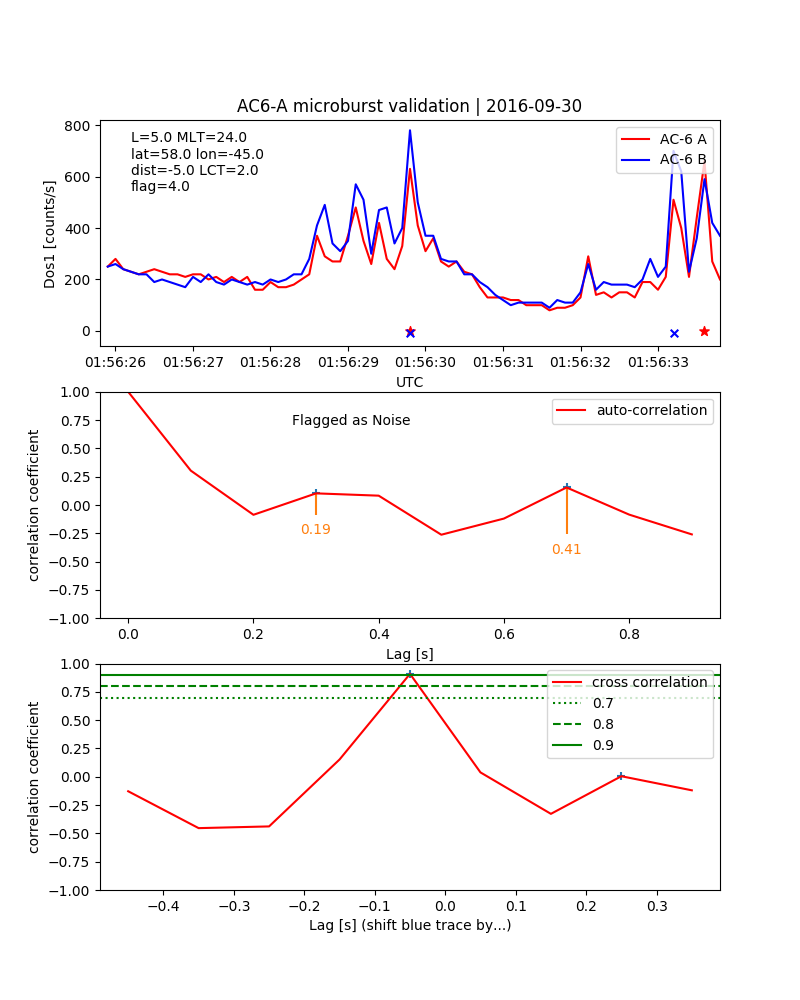 AC6-A microburst validation | 2016-09-30
L=5.0 MLT=24.0
lat=58.0 lon=-45.0
dist=-5.0 LCT=2.0
flag=4.0
AC-6 A
AC-6 B
Dos1 [counts/s]
800
600
400
200
0
01:56:26 01:56:27 01:56:28 01:56:29 01:56:30 01:56:31 01:56:32 01:56:33
UTC
Flagged as Noise
auto-correlation
correlation coefficient
1.00
0.75
0.50
0.25
0.00
−0.25
−0.50
−0.75
−1.00
0.19
0.41
0.0 0.2 0.4 0.6 0.8
Lag [s]
cross correlation
0.7
0.8
0.9
correlation coefficient
1.00
0.75
0.50
0.25
0.00
−0.25
−0.50
−0.75
−1.00
−0.4 −0.3 −0.2 −0.1 0.0 0.1 0.2 0.3
Lag [s] (shift blue trace by...)